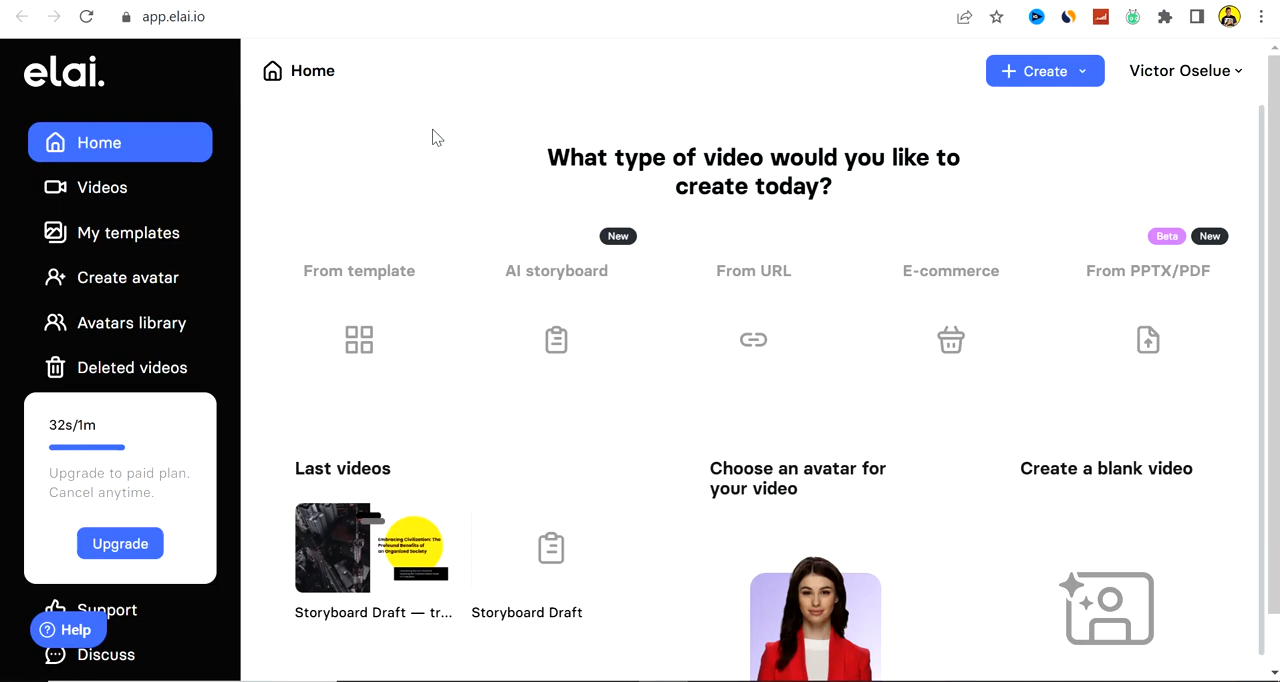 app.elai.io
elai.
Home
Videos
My templates
Create avatar
Avatars library
Deleted videos
32s/1m
Upgrade to paid plan.
Cancel anytime.
Upgrade
Support
Help
Discuss
Home
Create
Victor Oselue
What type of video would you like to
create today?
From template
New
AI storyboard
From URL
E-commerce
Beta New
From PPTX/PDF
Last videos
Embracing Civilization: The
Profound Benefits of
an Organized Society
Storyboard Draft — tr...
Storyboard Draft
Choose an avatar for
your video
Create a blank video